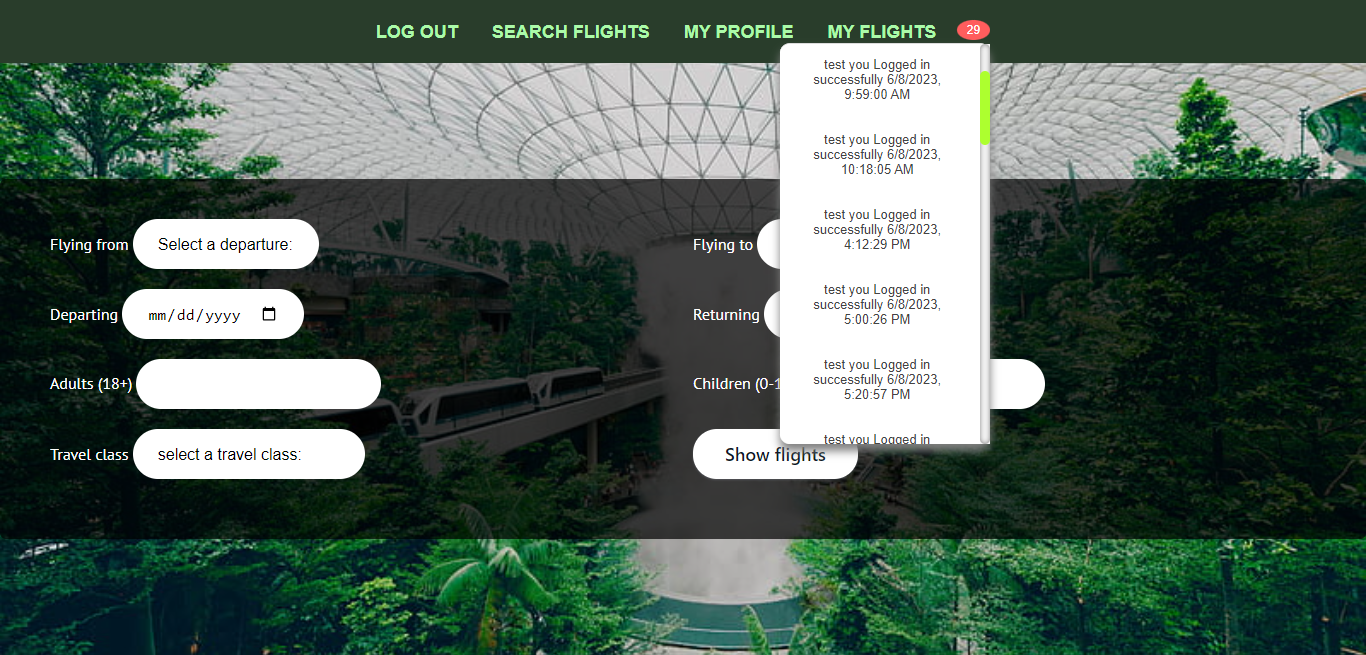 LOG OUT SEARCH FLIGHTS MY PROFILE MY FLIGHTS 29
test you Logged in
successfully 6/8/2023,
9:59:00 AM
test you Logged in
successfully 6/8/2023,
10:18:05 AM
test you Logged in
successfully 6/8/2023,
4:12:29 PM
test you Logged in
successfully 6/8/2023,
5:00:26 PM
test you Logged in
successfully 6/8/2023,
5:20:57 PM
test you Logged in
Flying from Select a departure:
Flying to
Departing mm/dd/yyyy
Returning
Adults (18+)
Children (0-1
Travel class select a travel class:
Show flights